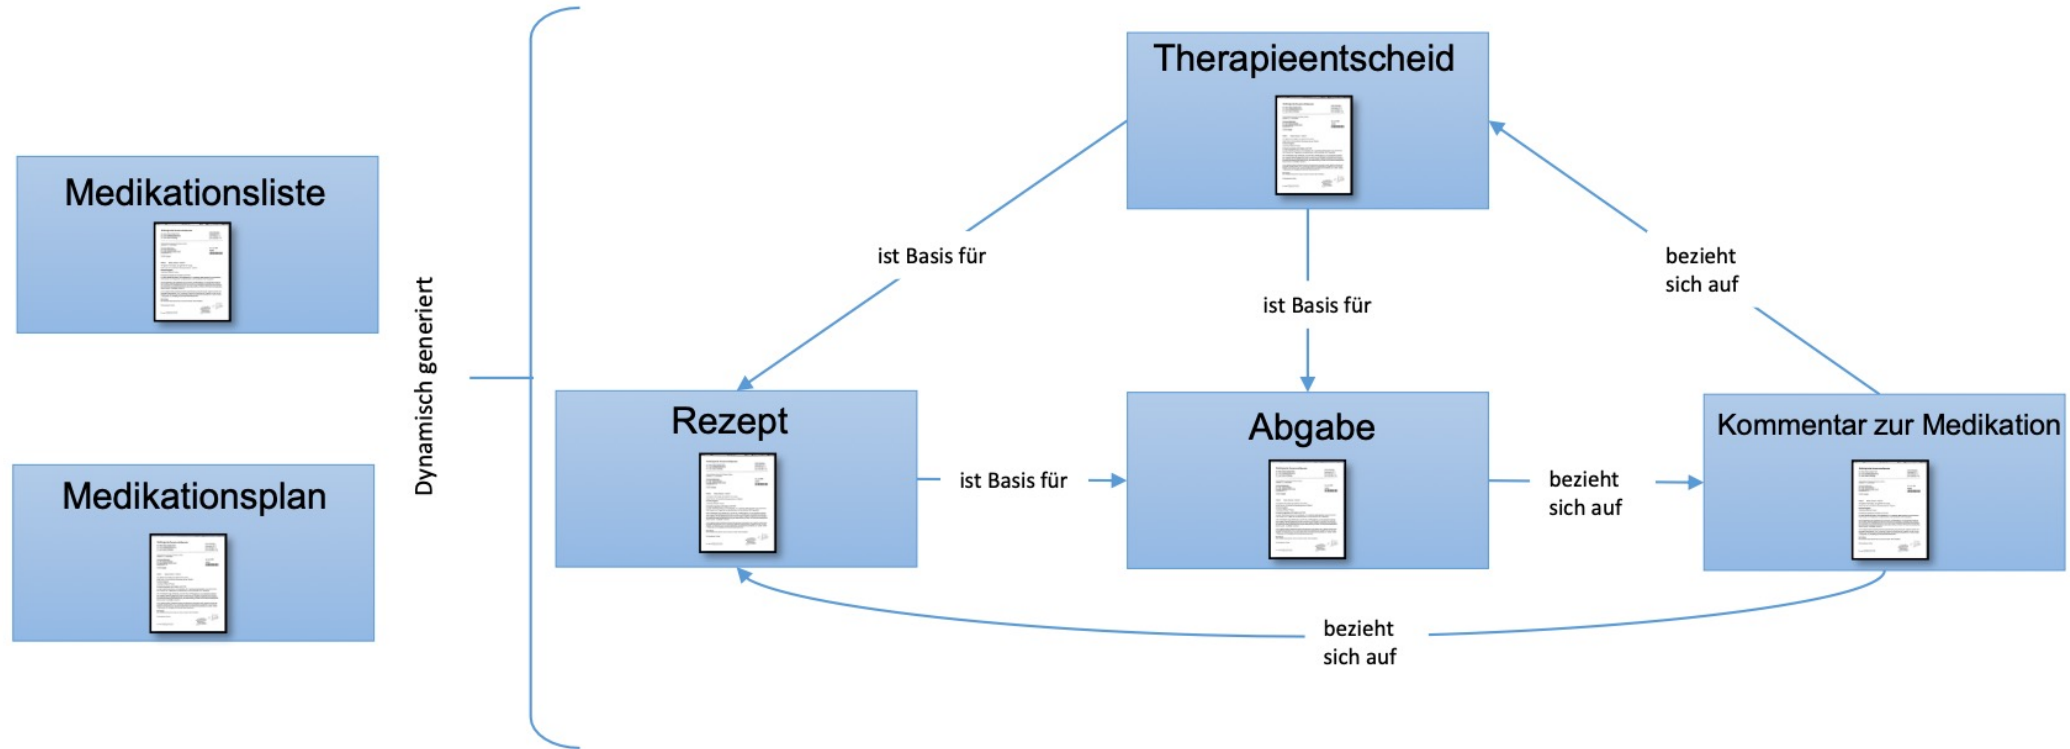 Medikationsliste
Medikationsplan
Dynamisch generiert
Therapieentscheid
ist Basis für
ist Basis für
bezieht
sich auf
Rezept
ist Basis für
Abgabe
bezieht
sich auf
Kommentar zur Medikation
bezieht
sich auf